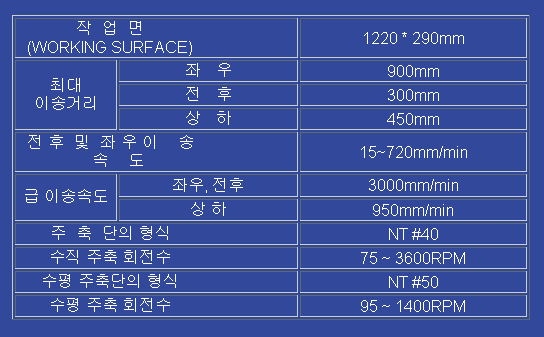 작 업 면
(WORKING SURFACE)
1220 * 290mm
최대
이송거리
좌 우
900mm
전 후
300mm
상 하
450mm
전 후 및 좌 우 이 송
속 도
15~720mm/min
급 이송속도
좌우, 전후
3000mm/min
상 하
950mm/min
주 축 단의 형식
NT #40
수직 주축 회전수
75 ~ 3600RPM
수평 주축단의 형식
NT #50
수평 주축 회전수
95 ~ 1400RPM